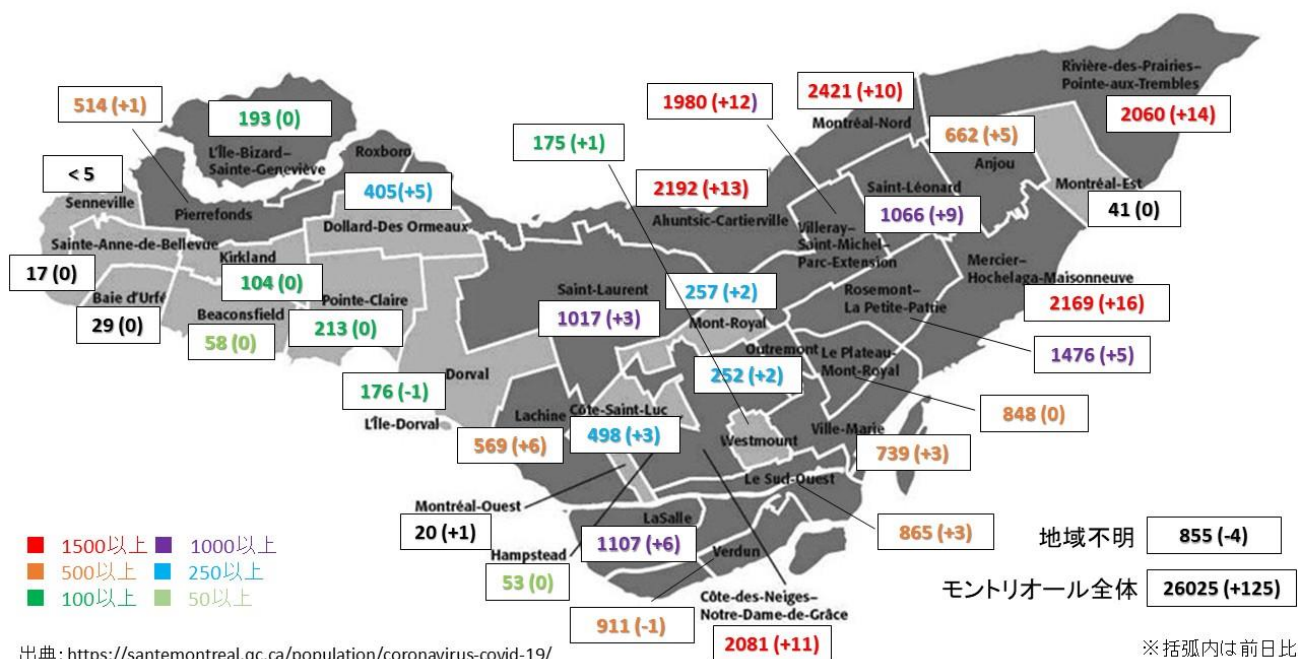 514 (+1)
193 (0)
L'Île-Bizard–
Sainte-Geneviève
Roxboro
< 5
Senneville
Pierrefonds
405(+5)
Dollard-Des Ormeaux
Sainte-Anne-de-Bellevue
17 (0)
Kirkland
104 (0)
Baie d'Urfé
29 (0)
Beaconsfield
58 (0)
Pointe-Claire
213 (0)
Dorval
176 (-1)
L'Île-Dorval
175 (+1)
1980 (+12)
2421 (+10)
Montréal-Nord
Rivière-des-Prairies–
Pointe-aux-Trembles
2060 (+14)
662 (+5)
Anjou
Montréal-Est
41 (0)
2192 (+13)
Ahuntsic-Cartierville
Saint-Léonard
1066 (+9)
Villeray–
Saint-Michel–
Parc-Extension
Mercier–
Hochelaga-Maisonneuve
2169 (+16)
Saint-Laurent
1017 (+3)
257 (+2)
Mont-Royal
Rosemont–
La Petite-Patrie
1476 (+5)
Outremont
252 (+2)
Le Plateau–
Mont-Royal
848 (0)
Lachine
569 (+6)
Côte-Saint-Luc
498 (+3)
Westmount
Ville-Marie
739 (+3)
Le Sud-Ouest
865 (+3)
Montréal-Ouest
20 (+1)
Hampstead
53 (0)
LaSalle
1107 (+6)
Verdun
911 (-1)
Côte-des-Neiges–
Notre-Dame-de-Grâce
2081 (+11)
1500以上 1000以上
500以上 250以上
100以上 50以上
地域不明 855 (-4)
モントリオール全体 26025 (+125)
出典: https://santemontreal.qc.ca/population/coronavirus-covid-19/
※括弧内は前日比